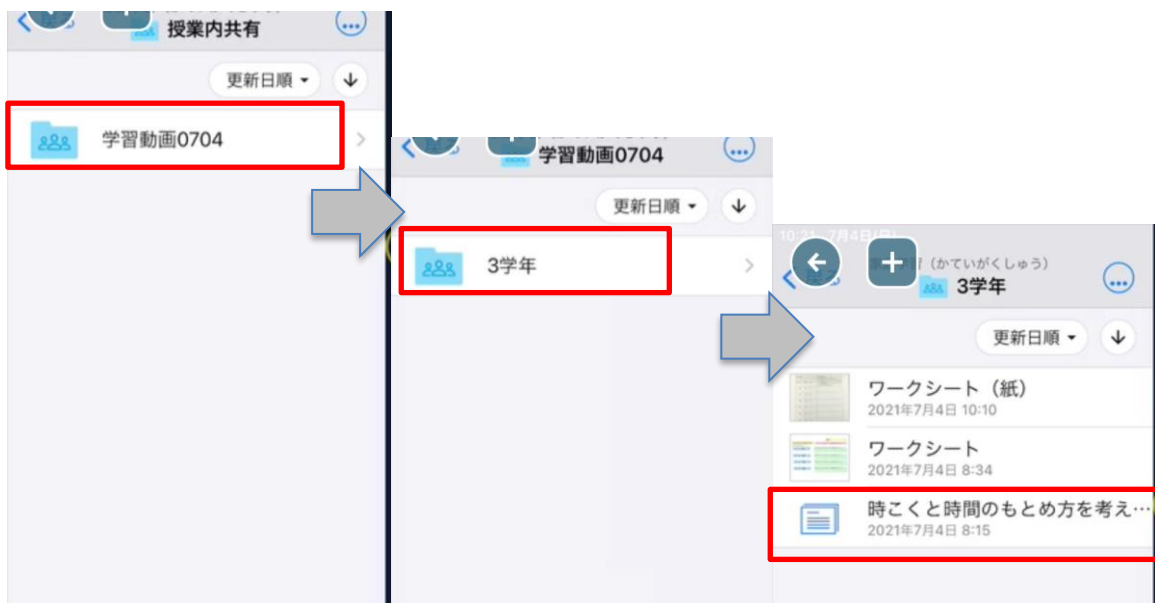 授業内共有
更新日順
学習動画0704
学習動画0704
更新日順
3学年
10:31 7月4日(日)
(かていがくしゅう)
3学年
更新日順
ワークシート(紙)
2021年7月4日 10:10
ワークシート
2021年7月4日 8:34
時こくと時間のもとめ方を考え…
2021年7月4日 8:15